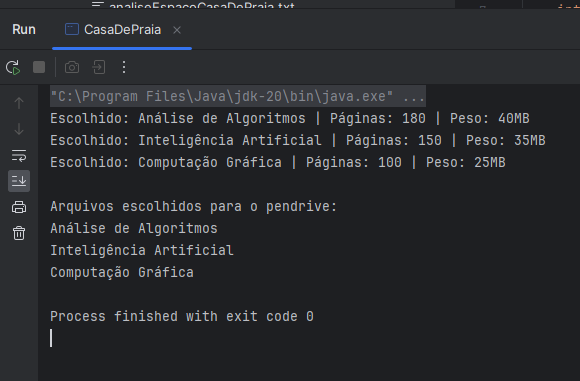 analiseEspacoCasaDePraia.txt
Run
CasaDePraia
"C:\Program Files\Java\jdk-20\bin\java.exe" ...
Escolhido: Análise de Algoritmos | Páginas: 180 | Peso: 40MB
Escolhido: Inteligência Artificial | Páginas: 150 | Peso: 35MB
Escolhido: Computação Gráfica | Páginas: 100 | Peso: 25MB
Arquivos escolhidos para o pendrive:
Análise de Algoritmos
Inteligência Artificial
Computação Gráfica
Process finished with exit code 0